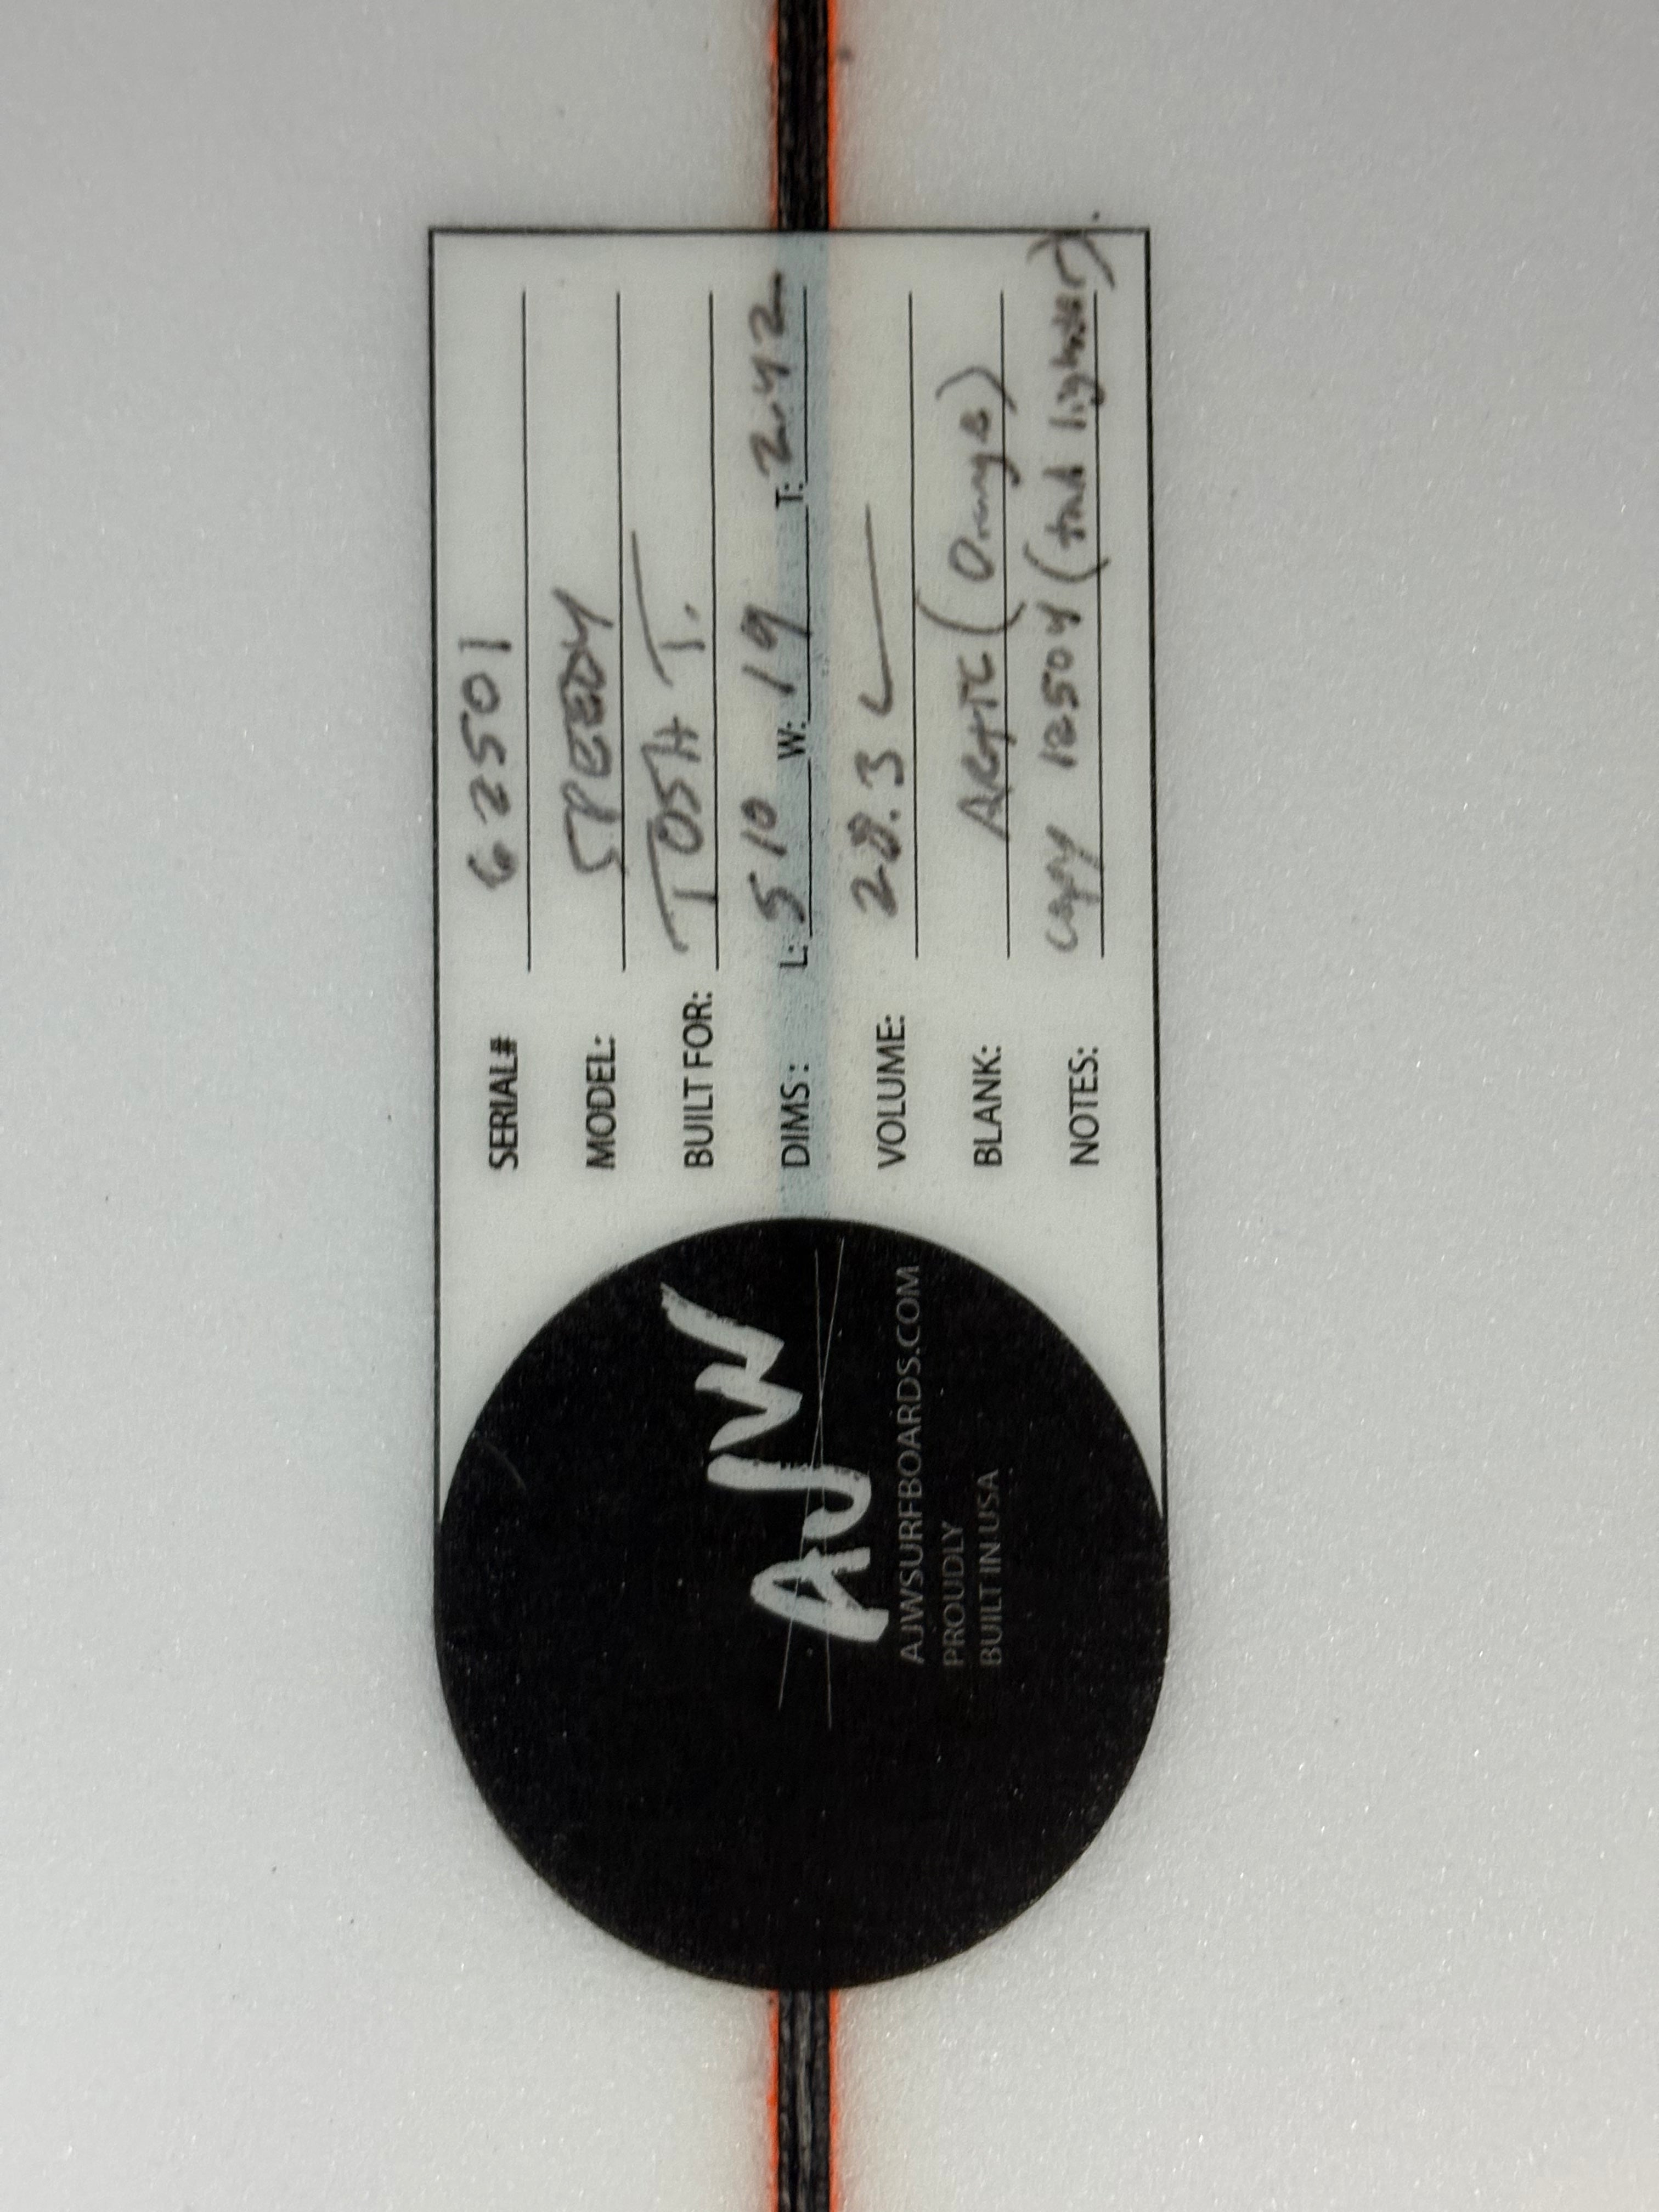 SERIAL# 62501
MODEL: SPEEDY
BUILT FOR: TOSH T.
DIMS: L: 5 10 W: 19 T: 2.42
VOLUME: 28.3 L
BLANK: ARCTIC (Orange)
NOTES: copy 12504 (tad lighter).
AJW
AJWSURFBOARDS.COM
PROUDLY
BUILT IN USA